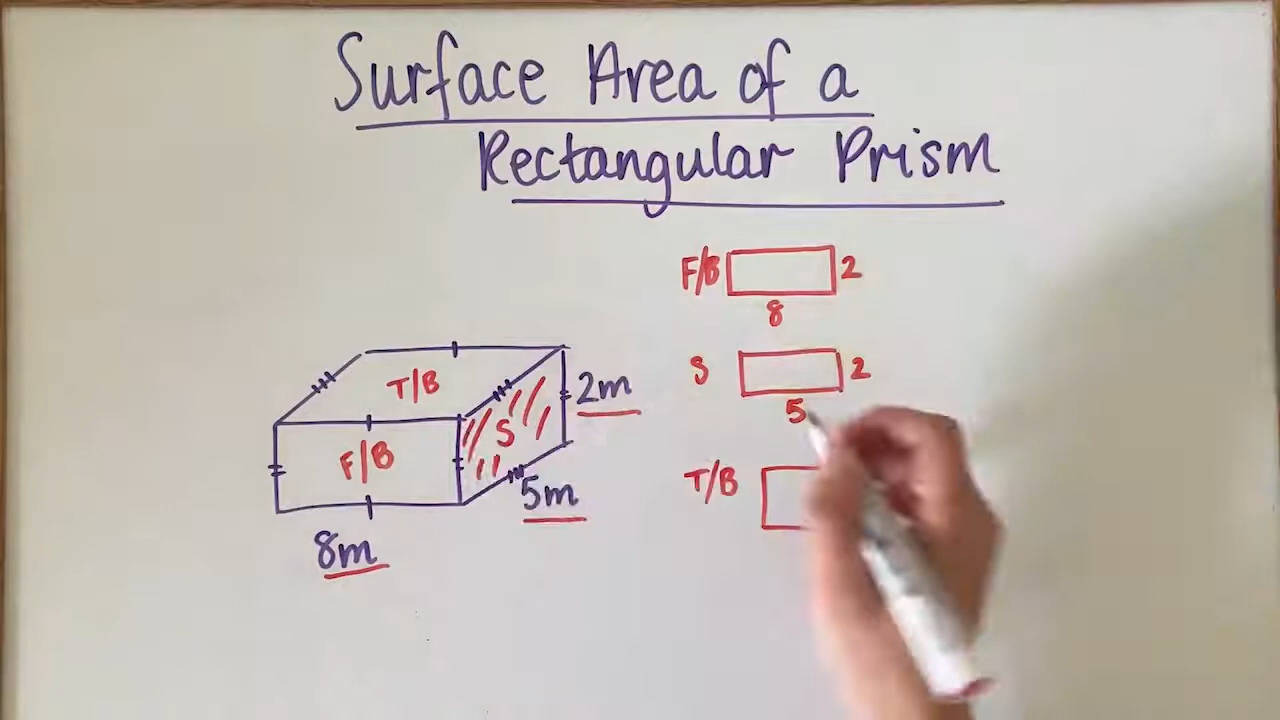 Surface Area of a
Rectangular Prism
F/B 2
8
T/B
2m
S 2
5
S
F/B
T/B
5m
8m